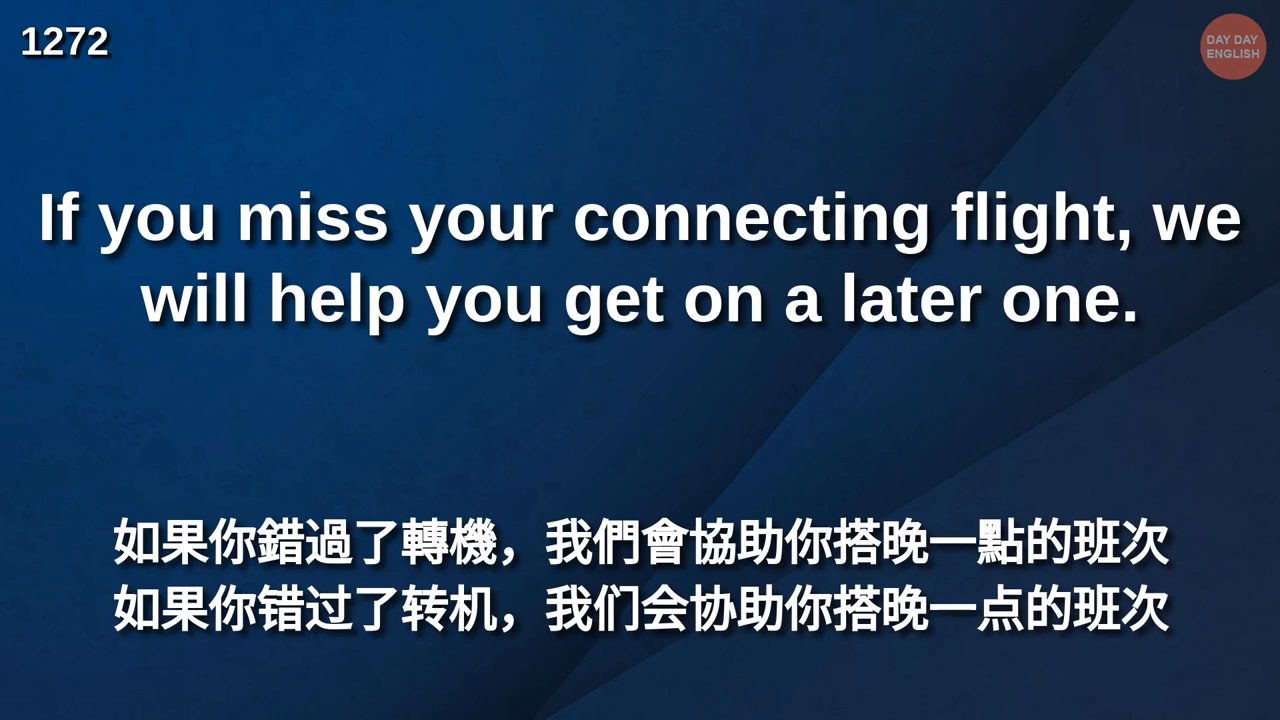 1272
DAY DAY
ENGLISH
If you miss your connecting flight, we
will help you get on a later one.
如果你錯過了轉機，我們會協助你搭晚一點的班次
如果你错过了转机，我们会协助你搭晚一点的班次